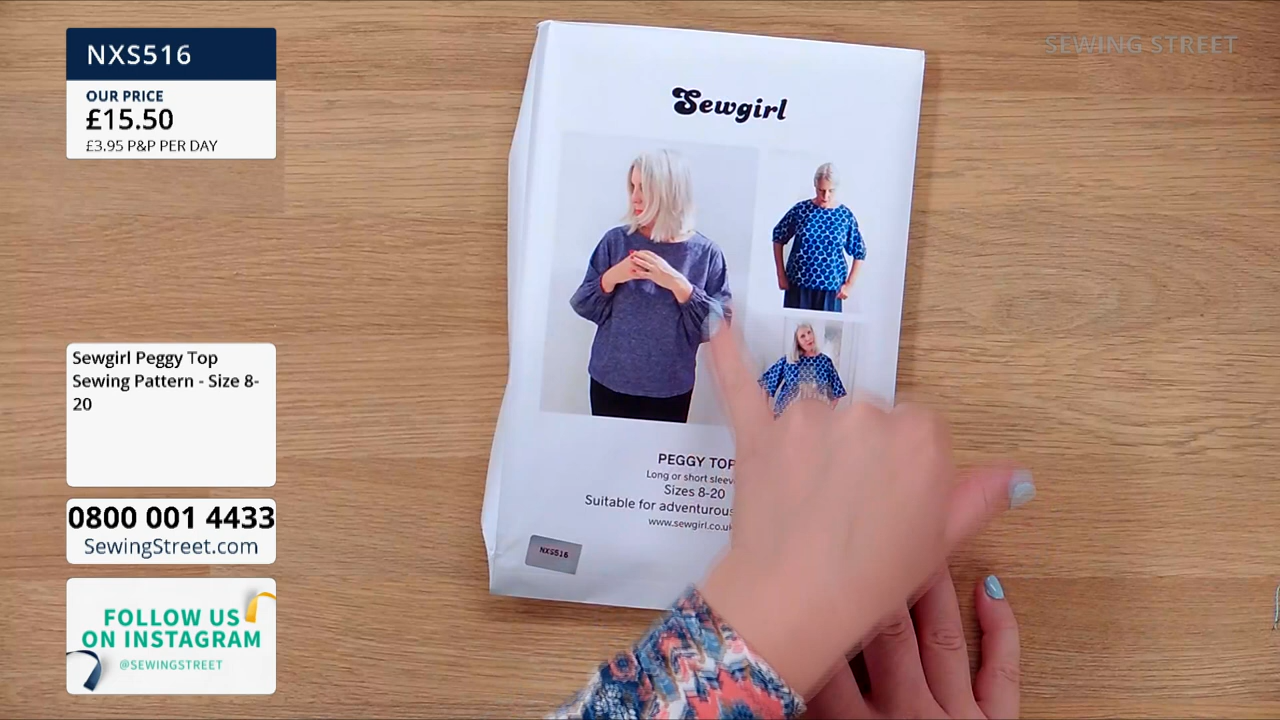 NXS516
OUR PRICE
£15.50
£3.95 P&P PER DAY
SEWING STREET
Sewgirl
PEGGY TOP
Long or short
Sizes 8-20
Suitable for adventurous
www.sewgirl.co.u
NXS516
Sewgirl Peggy Top
Sewing Pattern - Size 8-
20
0800 001 4433
SewingStreet.com
FOLLOW US
ON INSTAGRAM
@SEWINGSTREET